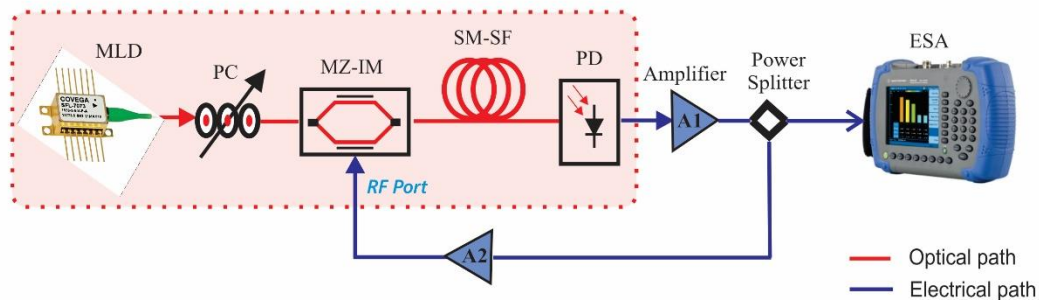 MLD
PC
MZ-IM
SM-SF
PD
Amplifier
Power
Splitter
ESA
COVEGA
A1
RF Port
A2
Optical path
Electrical path